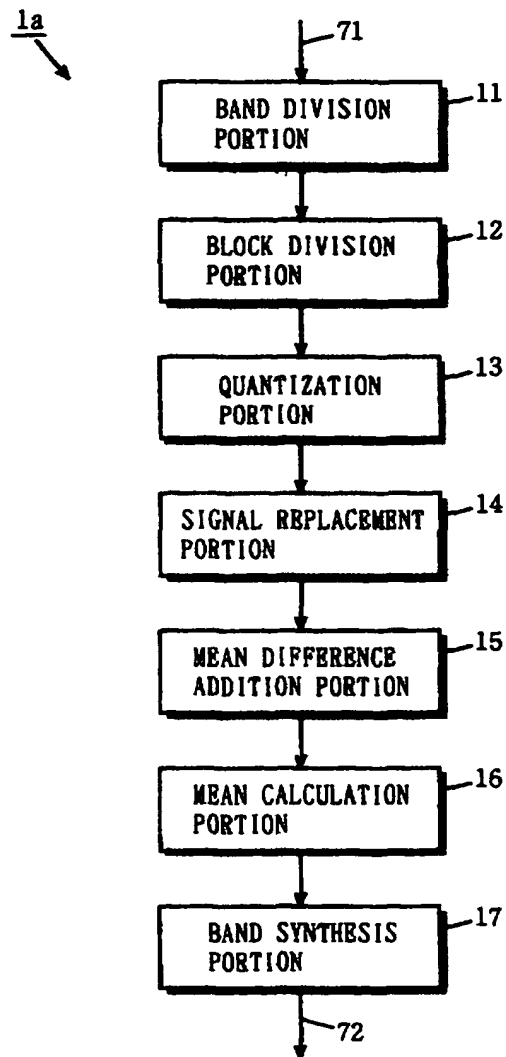 1a
71
BAND DIVISION
PORTION
11
BLOCK DIVISION
PORTION
12
QUANTIZATION
PORTION
13
SIGNAL REPLACEMENT
PORTION
14
MEAN DIFFERENCE
ADDITION PORTION
15
MEAN CALCULATION
PORTION
16
BAND SYNTHESIS
PORTION
17
72